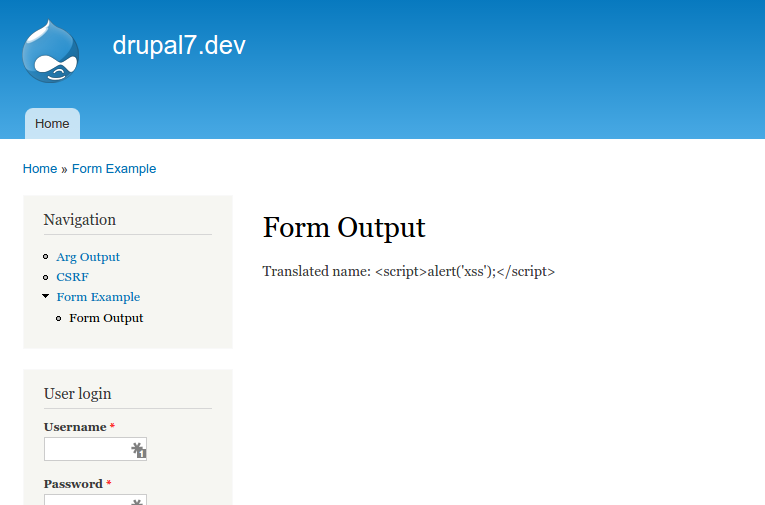 drupal7.dev
Home
Home » Form Example
Navigation
Arg Output
CSRF
Form Example
Form Output
Form Output
Translated name: <script>alert('xss');</script>
User login
Username *
1
Password *